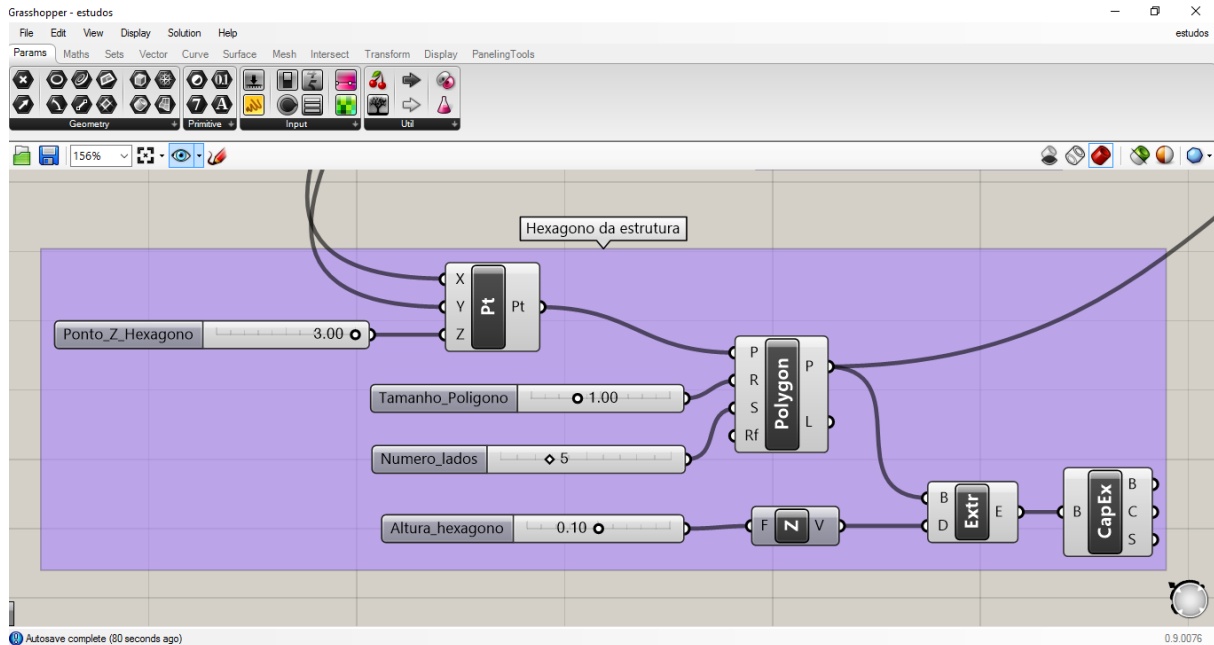 Grasshopper - estudos
File Edit View Display Solution Help
estudos
Params Maths Sets Vector Curve Surface Mesh Intersect Transform Display PanelingTools
Geometry Primitive Input Util
156%
Hexagono da estrutura
X
Y Pt Pt
Z
Ponto_Z_Hexagono 3.00
P
R
S
Rf
Polygon
P
L
Tamanho_Poligono 1.00
Numero_lados 5
Altura_hexagono 0.10
F Z V
B
D
Extr
E
B
CapEx
B
C
S
Autosave complete (80 seconds ago)
0.9.0076